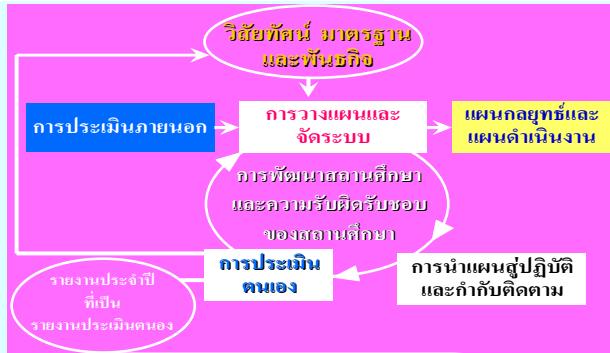 วิสัยทัศน์ มาตรฐาน
และพันธกิจ
การประเมินภายนอก
การวางแผนและ
จัดระบบ
แผนกลยุทธ์และ
แผนดำเนินงาน
การพัฒนาสถานศึกษา
และความรับผิดรับชอบ
ของสถานศึกษา
การประเมิน
ตนเอง
การนำแผนสู่ปฏิบัติ
และกำกับติดตาม
รายงานประจำปี
ที่เป็น
รายงานประเมินตนอง